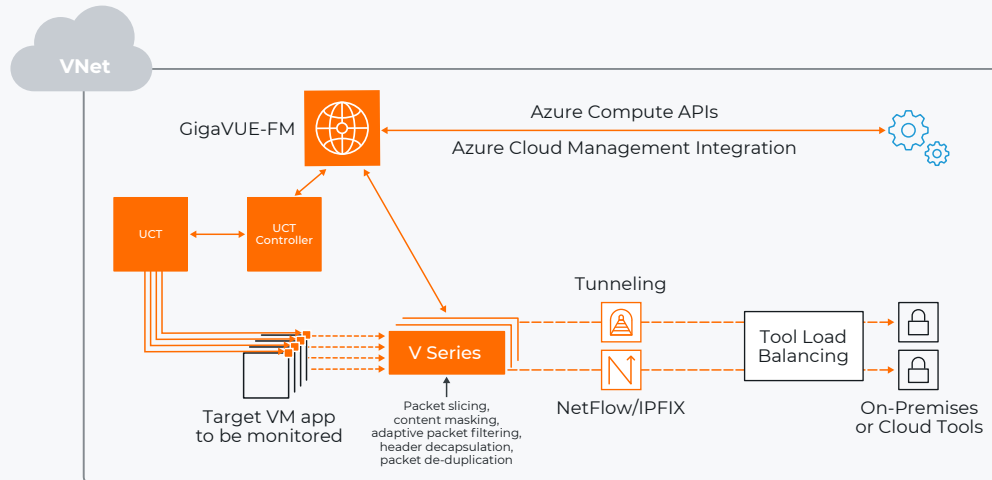 VNet
GigaVUE-FM
Azure Compute APIs
Azure Cloud Management Integration
UCT
UCT
Controller
Tunneling
V Series
Tool Load
Balancing
NetFlow/IPFIX
Target VM app
to be monitored
Packet slicing,
content masking,
adaptive packet filtering,
header decapsulation,
packet de-duplication
On-Premises
or Cloud Tools